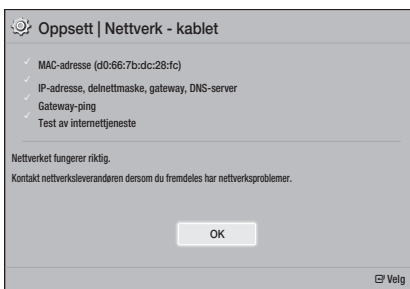 Oppsett | Nettverk - kablet
MAC-adresse (d0:66:7b:dc:28:fc)
IP-adresse, delnettmaske, gateway, DNS-server
Gateway-ping
Test av internettjeneste
Nettverket fungerer riktig.
Kontakt nettverksleverandøren dersom du fremdeles har nettverksproblemer.
OK
Velg